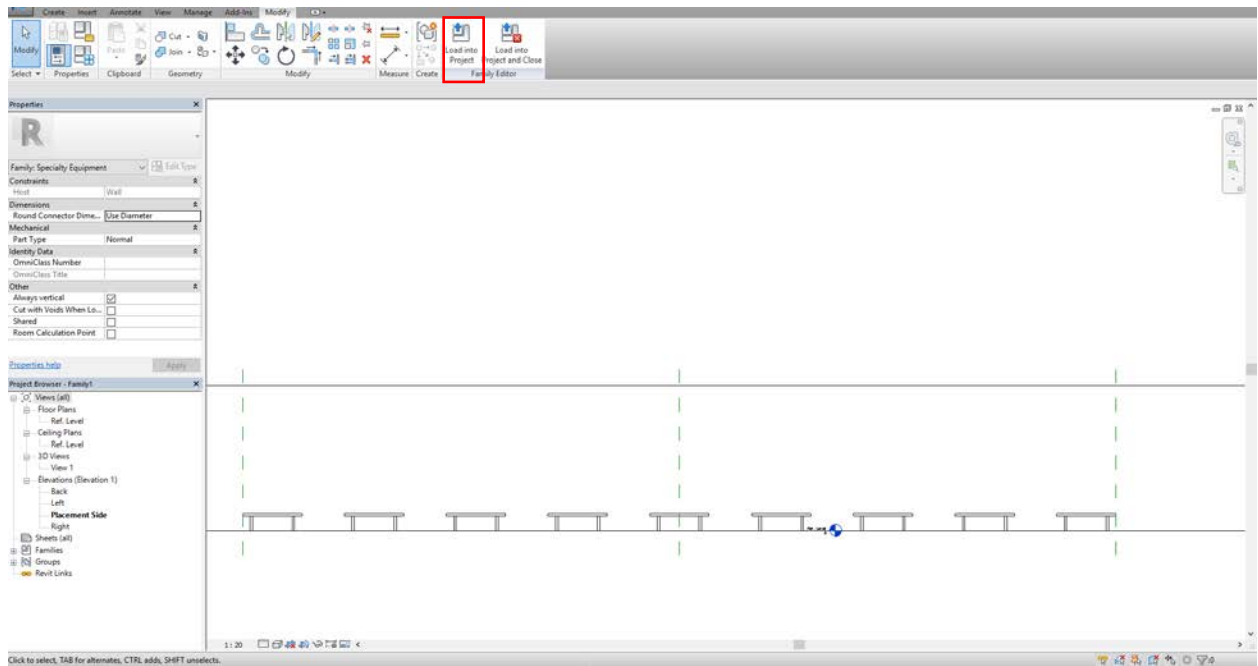 Create Insert Annotate View Manage Add-Ins Modify
Modify
Paste
Cut
Join
Load into Project
Load into Project and Close
Select Properties Clipboard Geometry Modify Measure Create Family Editor
Properties
R
Family: Specialty Equipment Edit Type
Constraints
Host Wall
Dimensions
Round Connector Dime... Use Diameter
Mechanical
Part Type Normal
Identity Data
OmniClass Number
OmniClass Title
Other
Always vertical
Cut with Voids When Lo...
Shared
Room Calculation Point
Properties help Apply
Project Browser - Family1
Views (all)
Floor Plans
Ref. Level
Ceiling Plans
Ref. Level
3D Views
View 1
Elevations (Elevation 1)
Back
Left
Placement Side
Right
Sheets (all)
Families
Groups
Revit Links
1 : 20
Click to select, TAB for alternates, CTRL adds, SHIFT unselects.
:0